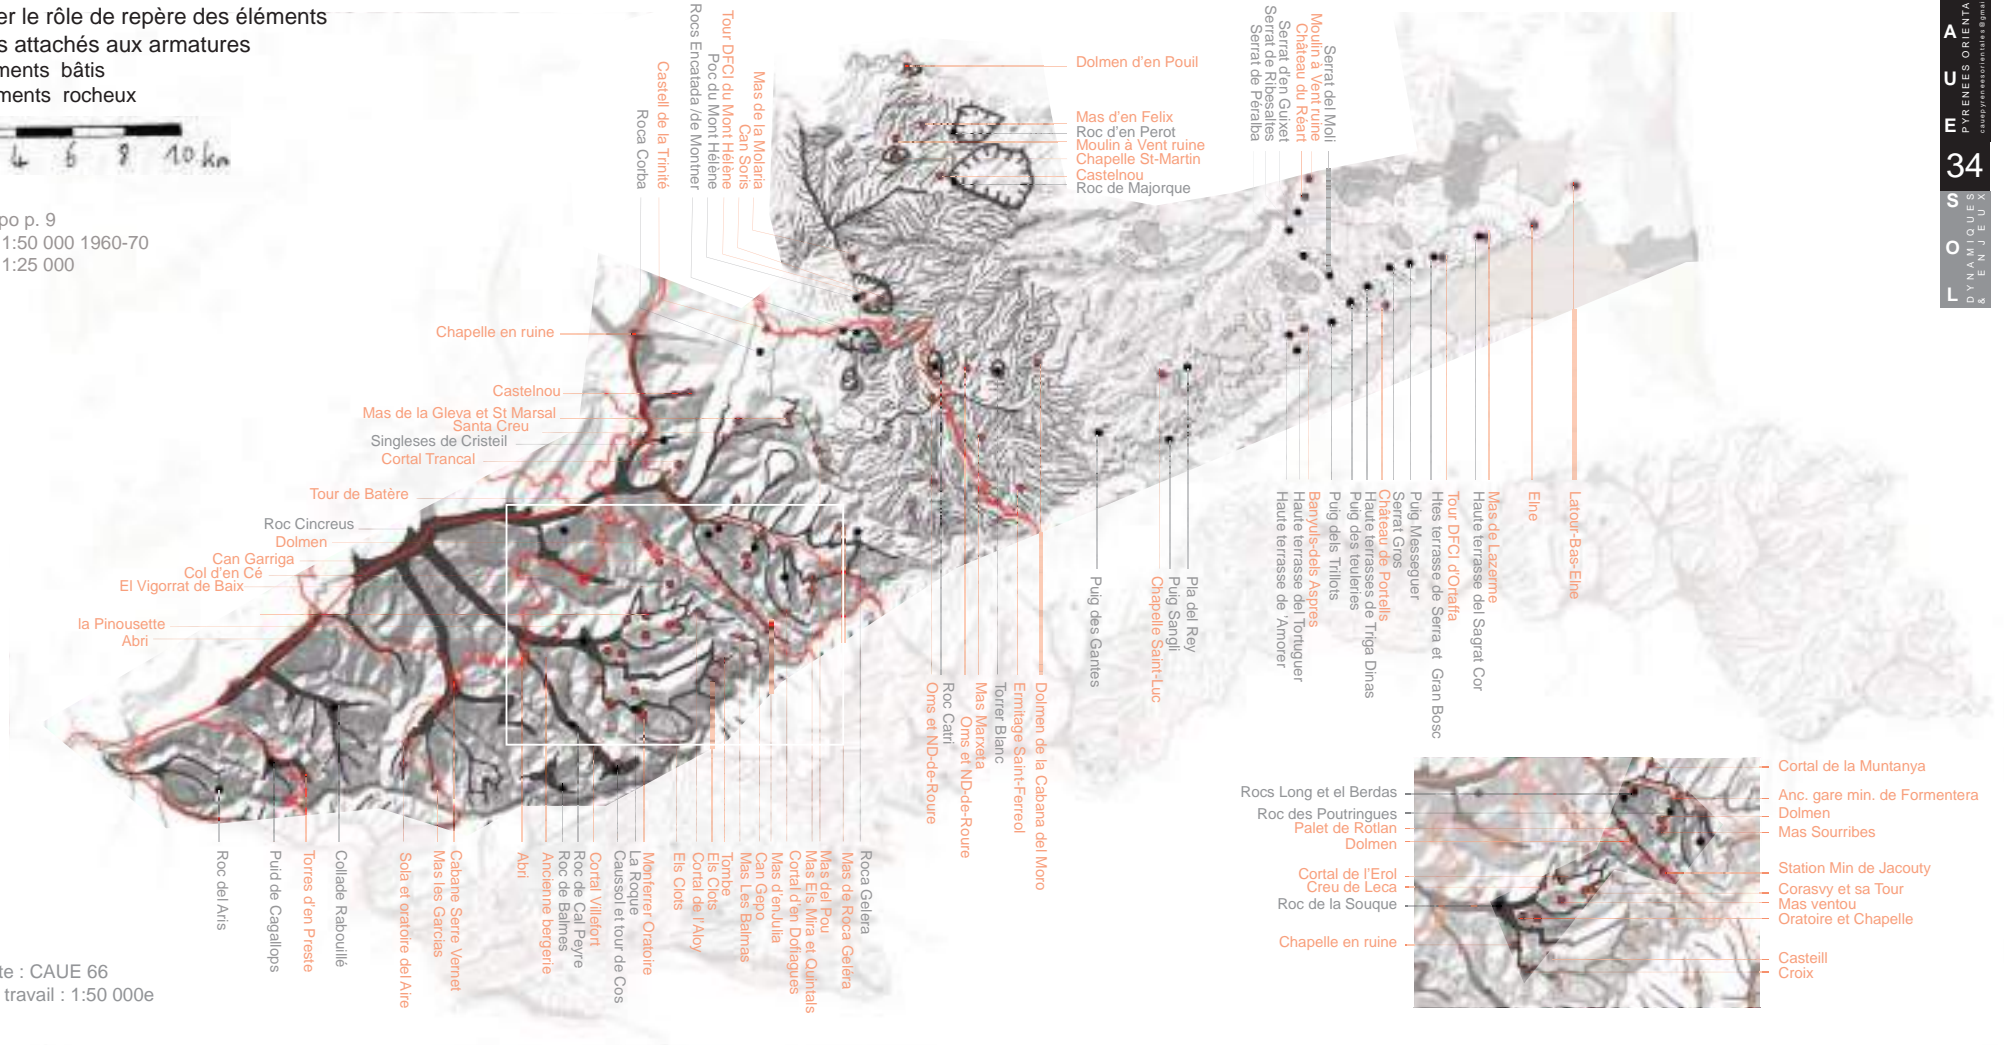 er le rôle de repère des éléments
s attachés aux armatures
ments bâtis
ments rocheux
4 6 8 10 km
po p. 9
1:50 000 1960-70
1:25 000
Roca Corba
Castell de la Trinité
Rocs Encatada /de Montner
Poc du Mont Hélène
Tour DFCI du Mont Hélène
Can Soris
Mas de la Molaria
Dolmen d'en Pouil
Mas d'en Felix
Roc d'en Perot
Moulin à Vent ruine
Chapelle St-Martin
Castelnou
Roc de Majorque
Serrat de Péralba
Serrat de Ribesaltes
Serrat d'en Guixet
Château du Réart
Moulin à Vent ruine
Serrat del Moli
A U E
PYRENEES ORIENTA
34
S O L
DYNAMIQUES
& ENJEUX
Chapelle en ruine
Castelnou
Mas de la Gleva et St Marsal
Santa Creu
Singleses de Cristeil
Cortal Trancal
Tour de Batère
Roc Cincreus
Dolmen
Can Garriga
Col d'en Cé
El Vigorrat de Baix
la Pinousette
Abri
Roc del Aris
Puid de Cagallops
Torres d'en Preste
Collade Rabouillé
Sola et oratoire del Aire
Mas les Garcias
Cabane Serre Vernet
Abri
Ancienne bergerie
Roc de Balmes
Roc de Cal Peyre
Cortal Villefort
Caussol et tour de Cos
La Roque
Monferrer Oratoire
Els Clots
Cortal de l'Aloy
Els Clots
Tombe
Mas Les Balmas
Can Gepo
Mas d'enJulia
Cortal d'en Dofiagues
Mas Els Mira et Quintals
Mas del Pou
Mas de Roca Geléra
Roca Gelera
Oms et ND-de-Roure
Roc Catri
Oms et ND-de-Roure
Mas Marxeta
Torrer Blanc
Ermitage Saint-Ferreol
Dolmen de la Cabana del Moro
Puig des Gantes
Chapelle Saint-Luc
Puig Sangli
Pla del Rey
Haute terrasse de 'Amorer
Haute terrasse del Tortuguer
Banyuls-dels Aspres
Puig dels Trillots
Puig des teuleries
Haute terrasses de Triga Dinas
Château de Portells
Serrat Gros
Puig Messeguer
Htes terrasse de Serra et Gran Bosc
Tour DFCI d'Ortaffa
Haute terrasse del Sagrat Cor
Mas de Lazerme
Elne
Latour-Bas-Elne
Rocs Long et el Berdas
Roc des Poutringues
Palet de Rotlan
Dolmen
Cortal de l'Erol
Creu de Leca
Roc de la Souque
Chapelle en ruine
Cortal de la Muntanya
Anc. gare min. de Formentera
Dolmen
Mas Sourribes
Station Min de Jacouty
Corasvy et sa Tour
Mas ventou
Oratoire et Chapelle
Casteill
Croix
te : CAUE 66
travail : 1:50 000e